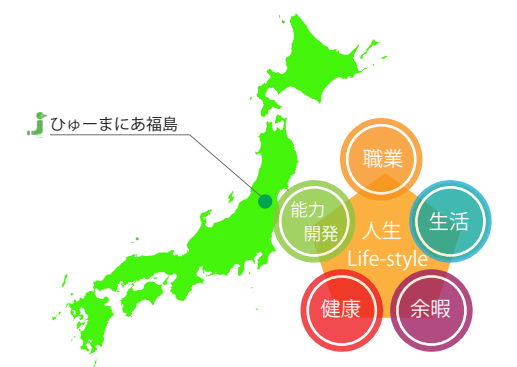 ひゅーまにあ福島
職業
能力
開発
人生
Life-style
生活
健康
余暇